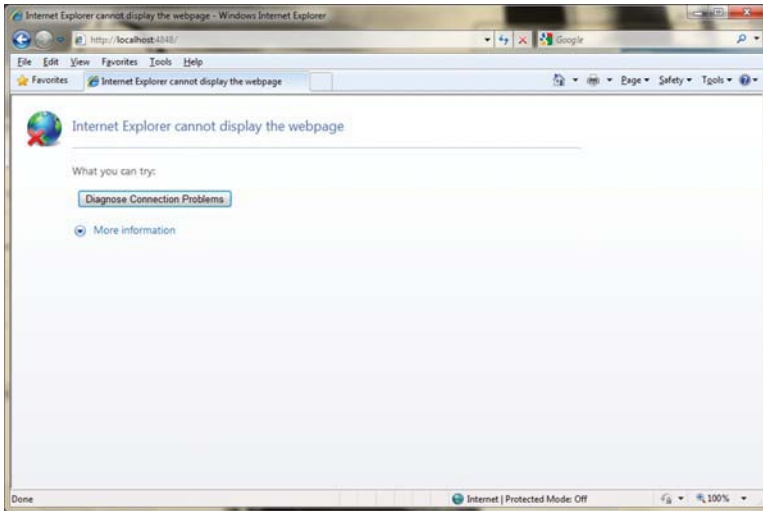 Internet Explorer cannot display the webpage - Windows Internet Explorer
http://localhost:4848/
Google
File Edit View Favorites Tools Help
Favorites
Internet Explorer cannot display the webpage
Page Safety Tools
Internet Explorer cannot display the webpage
What you can try:
Diagnose Connection Problems
More information
Done
Internet | Protected Mode: Off
100%